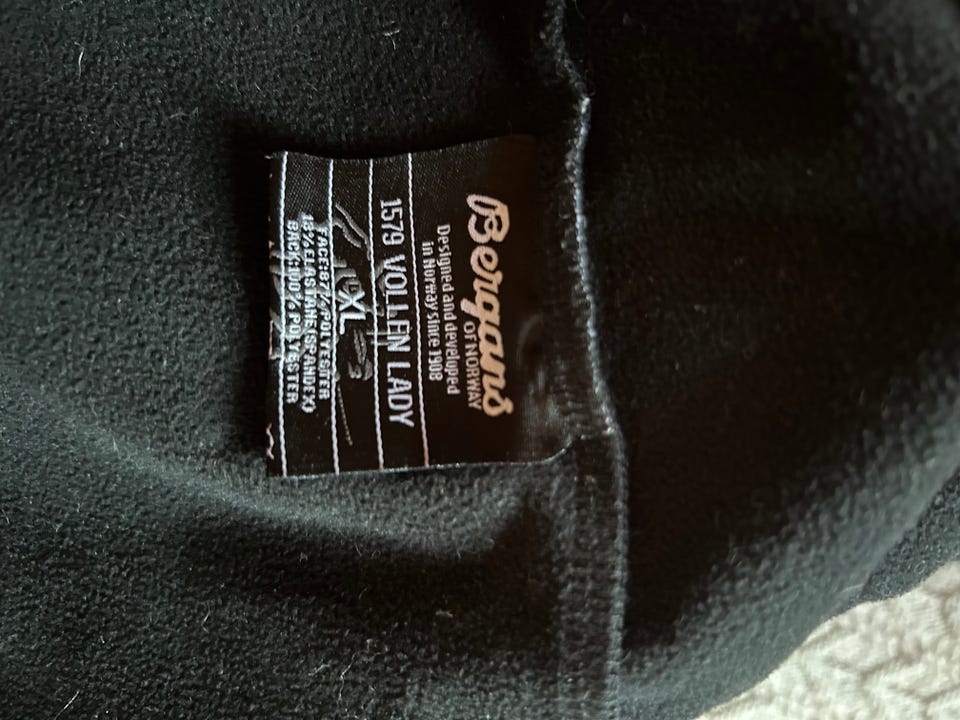 Bergans
OF NORWAY
Designed and developed
in Norway since 1908
1579 VOLLEN LADY
XL
FACE:87%POLYESTER
13%ELASTANE(SPANDEX)
BACK:100% POLYESTER